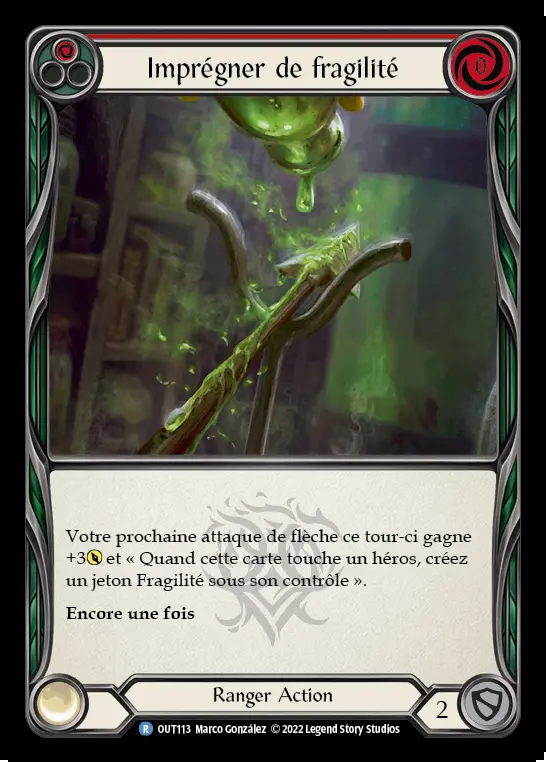 Imprégner de fragilité
0
Votre prochaine attaque de flèche ce tour-ci gagne
+3 et « Quand cette carte touche un héros, créez
un jeton Fragilité sous son contrôle ».
Encore une fois
Ranger Action
2
R OUT113 Marco González © 2022 Legend Story Studios